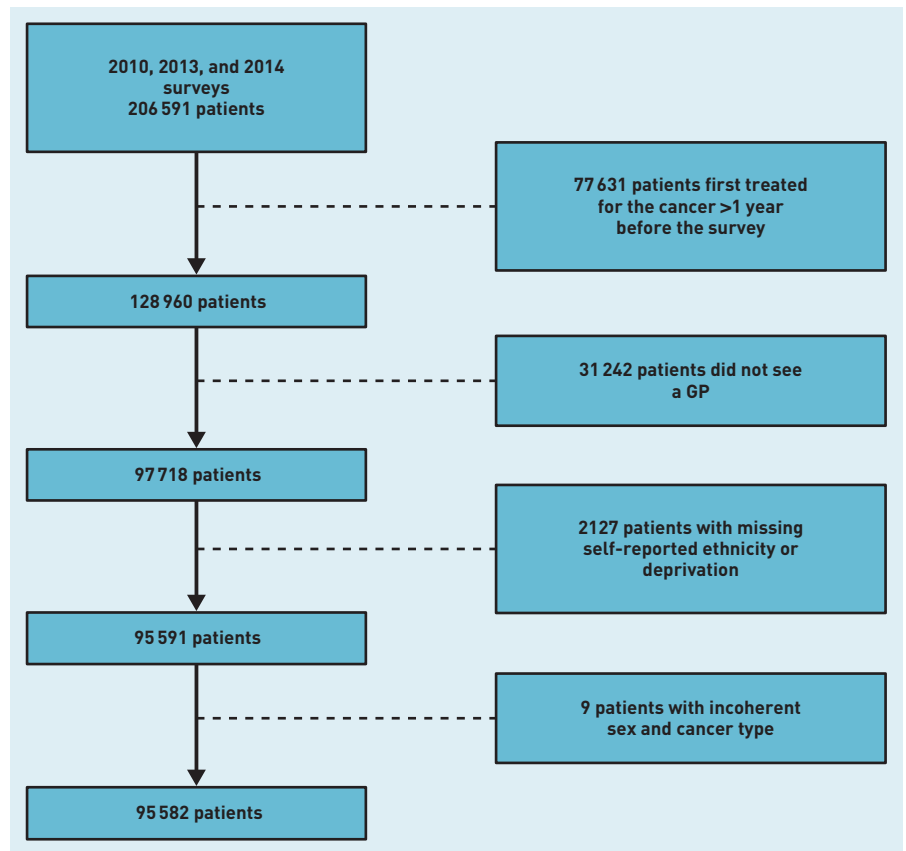 2010, 2013, and 2014
surveys
206 591 patients
77 631 patients first treated
for the cancer >1 year
before the survey
128 960 patients
31 242 patients did not see
a GP
97 718 patients
2127 patients with missing
self-reported ethnicity or
deprivation
95 591 patients
9 patients with incoherent
sex and cancer type
95 582 patients